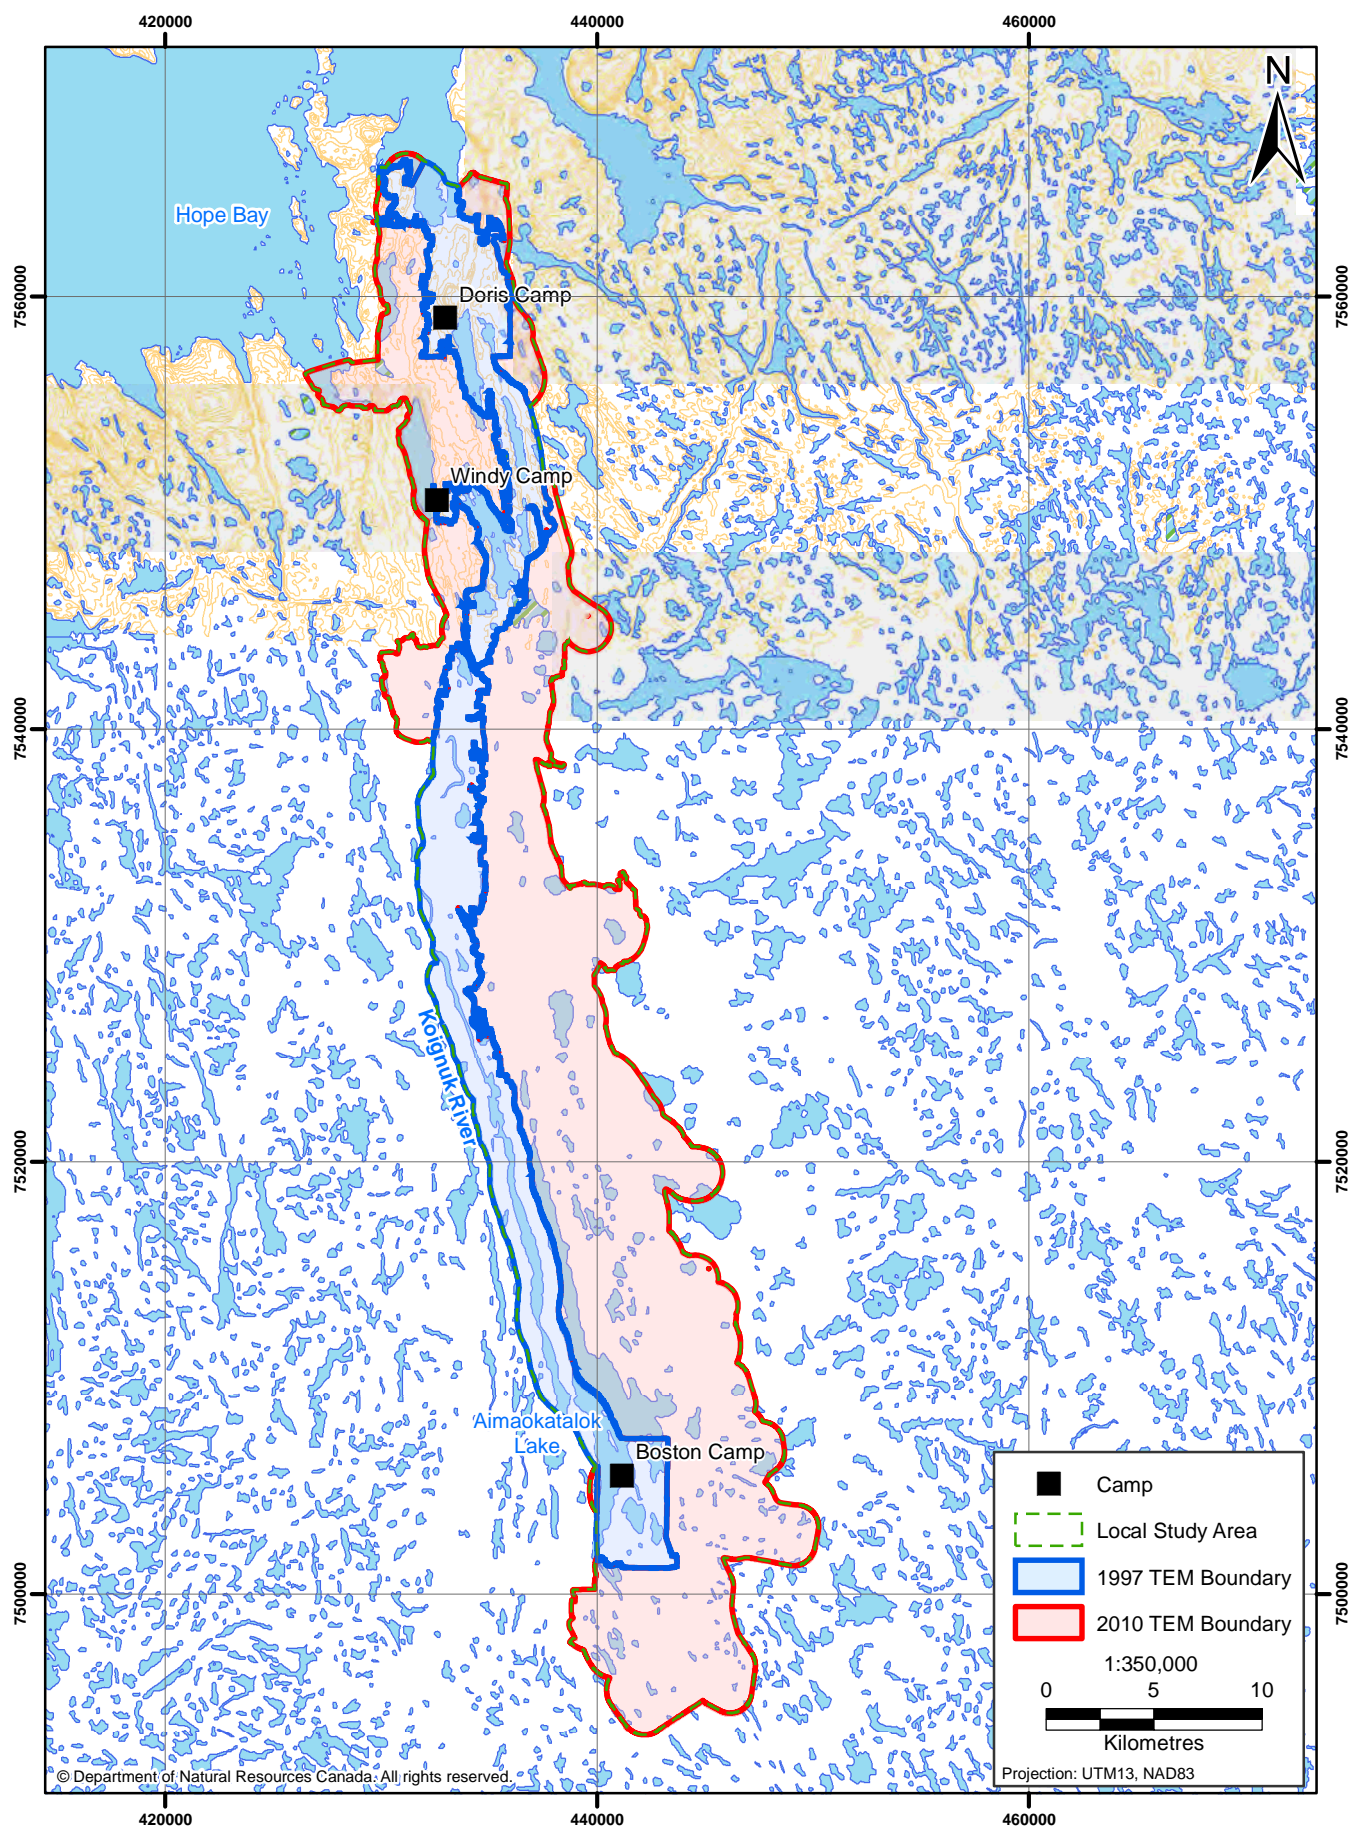 420000
440000
460000
N
Hope Bay
7560000
7560000
Doris Camp
Windy Camp
7540000
7540000
Koignuk River
7520000
7520000
Aimaokatalok
Lake
Boston Camp
Camp
Local Study Area
1997 TEM Boundary
2010 TEM Boundary
7500000
7500000
1:350,000
0 5 10
Kilometres
Projection: UTM13, NAD83
© Department of Natural Resources Canada. All rights reserved.
420000
440000
460000